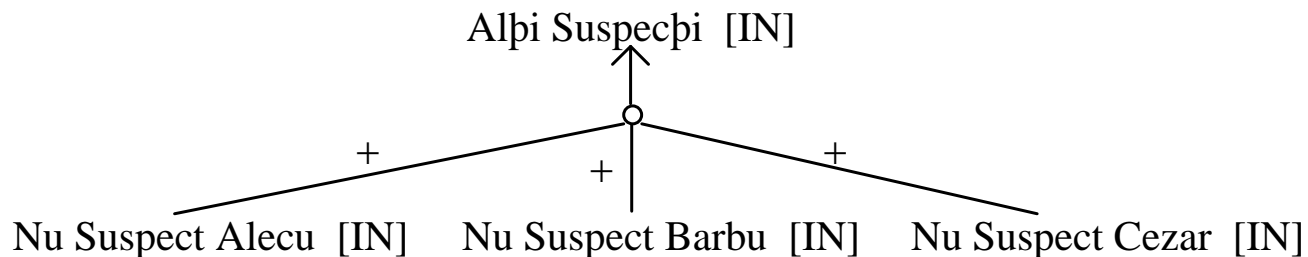 Alþi Suspecþi [IN]
+ + +
Nu Suspect Alecu [IN] Nu Suspect Barbu [IN] Nu Suspect Cezar [IN]